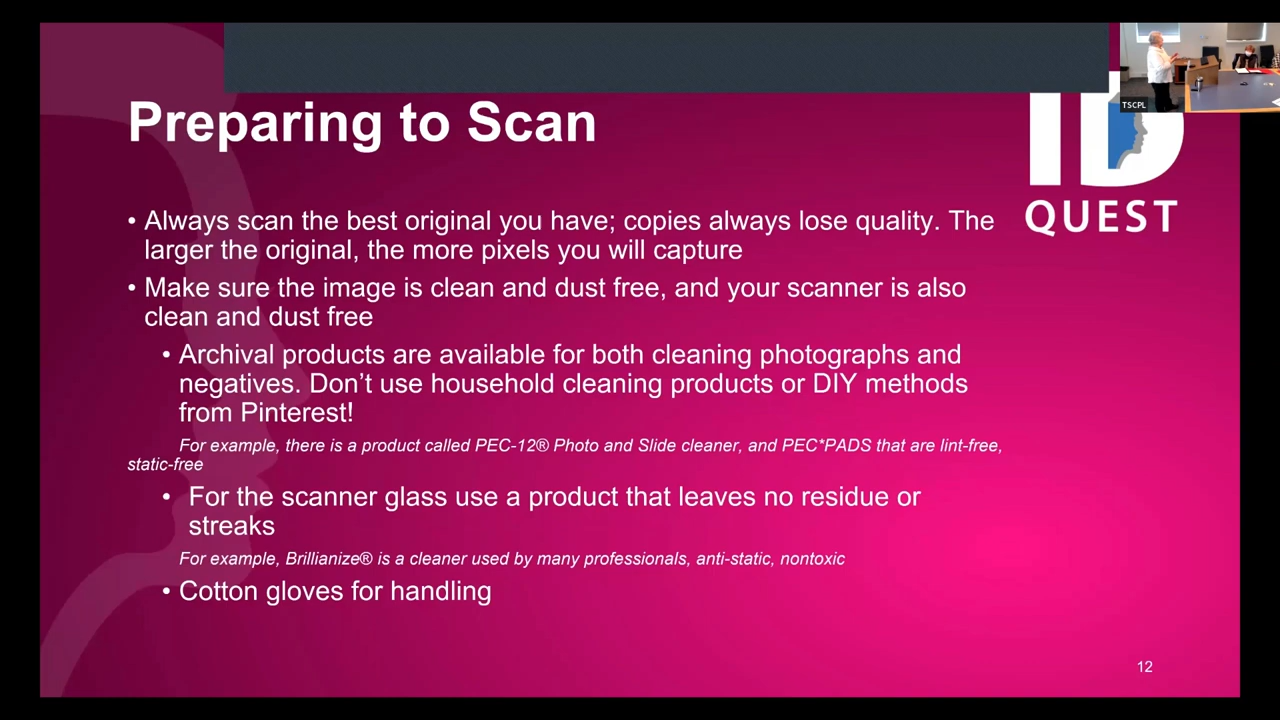 TSCPL
Preparing to Scan
ID
QUEST
• Always scan the best original you have; copies always lose quality. The
larger the original, the more pixels you will capture
• Make sure the image is clean and dust free, and your scanner is also
clean and dust free
• Archival products are available for both cleaning photographs and
negatives. Don’t use household cleaning products or DIY methods
from Pinterest!
For example, there is a product called PEC-12® Photo and Slide cleaner, and PEC*PADS that are lint-free,
static-free
• For the scanner glass use a product that leaves no residue or
streaks
For example, Brillianize® is a cleaner used by many professionals, anti-static, nontoxic
• Cotton gloves for handling
12